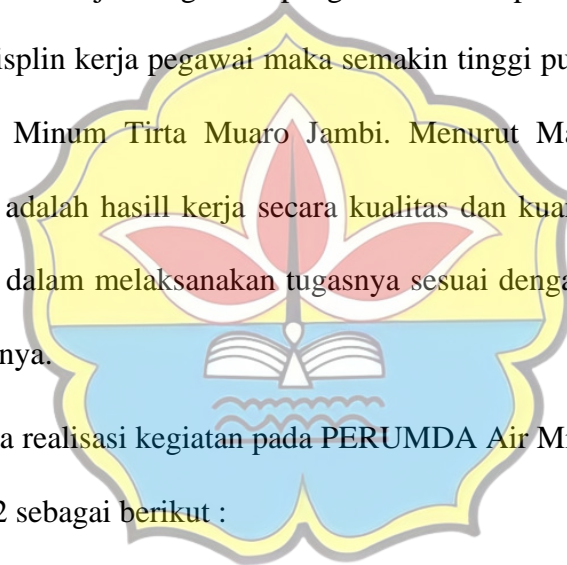 isplin kerja pegawai maka semakin tinggi pu
Minum Tirta Muaro Jambi. Menurut Ma
adalah hasill kerja secara kualitas dan kua
dalam melaksanakan tugasnya sesuai denga
nya.
a realisasi kegiatan pada PERUMDA Air Mi
2 sebagai berikut :